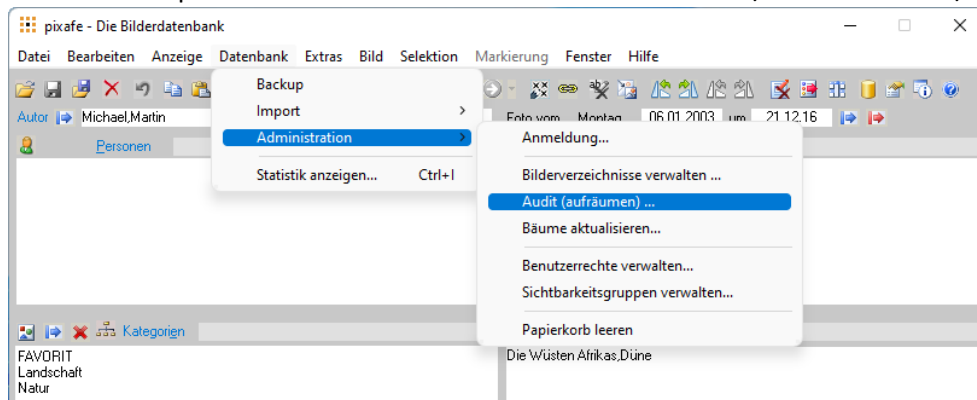 pixafe - Die Bilderdatenbank
Datei Bearbeiten Anzeige Datenbank Extras Bild Selektion Markierung Fenster Hilfe
Autor Michael,Martin
Foto vom Montag 06.01.2003 um 21.12.16
Personen
Backup
Import
Administration
Statistik anzeigen... Ctrl+I
Anmeldung...
Bilderverzeichnisse verwalten ...
Audit (aufräumen) ...
Bäume aktualisieren...
Benutzerrechte verwalten...
Sichtbarkeitsgruppen verwalten...
Papierkorb leeren
Kategorien
FAVORIT
Landschaft
Natur
Die Wüsten Afrikas,Düne